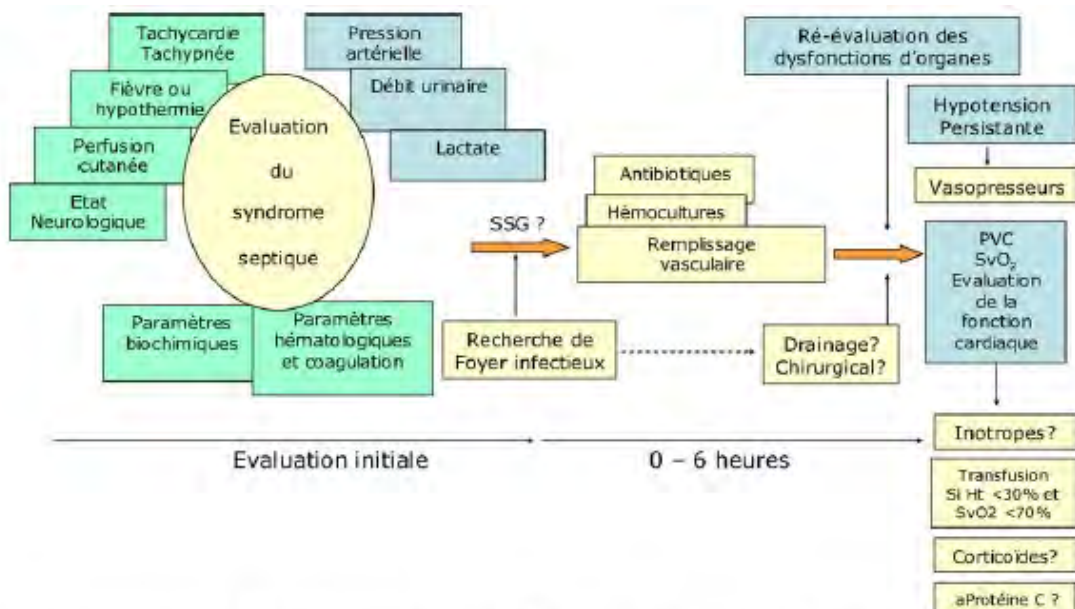 Tachycardie
Tachypnée
Fièvre ou
hypothermie
Perfusion
cutanée
Etat
Neurologique
Evaluation
du
syndrome
septique
Pression
artérielle
Débit urinaire
Lactate
Paramètres
biochimiques
Paramètres
hématologiques
et coagulation
SSG ?
Recherche de
Foyer infectieux
Antibiotiques
Hémocultures
Remplissage
vasculaire
Drainage?
Chirurgical?
Ré-évaluation des
dysfonctions d'organes
Hypotension
Persistante
Vasopresseurs
PVC
SvO₂
Evaluation
de la
fonction
cardiaque
Inotropes?
Transfusion
Si Ht <30% et
SvO2 <70%
Corticoïdes?
aProtéine C ?
Evaluation initiale
0 – 6 heures